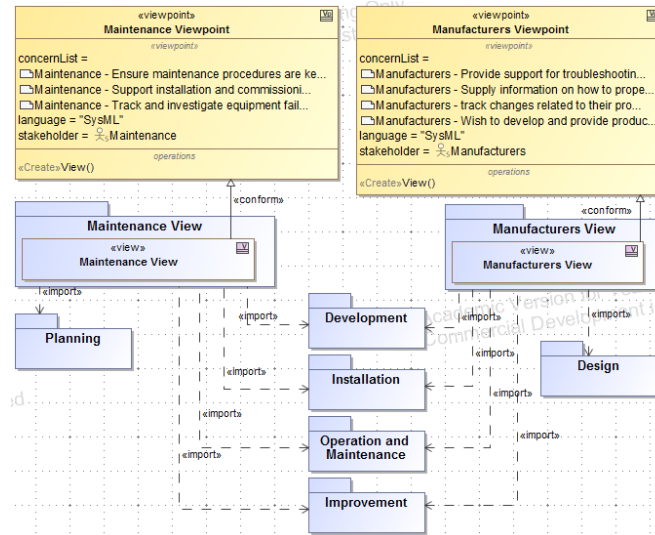 «viewpoint»
Maintenance Viewpoint
«viewpoint»
concernList =
Maintenance - Ensure maintenance procedures are ke...
Maintenance - Support installation and commissioni...
Maintenance - Track and investigate equipment fail...
language = "SysML"
stakeholder = Maintenance
operations
«Create»View()
«viewpoint»
Manufacturers Viewpoint
«viewpoint»
concernList =
Manufacturers - Provide support for troubleshootin...
Manufacturers - Supply information on how to prope...
Manufacturers - track changes related to their pro...
Manufacturers - Wish to develop and provide produc...
language = "SysML"
stakeholder = Manufacturers
operations
«Create»View()
«conform»
«conform»
Maintenance View
«view»
Maintenance View
Manufacturers View
«view»
Manufacturers View
«import»
«import»
«import»
«import»
Planning
Development
Academic Version for
Commercial Development
Installation
«import»
«import»
Design
«import»
«import»
Operation and
Maintenance
«import»
Improvement